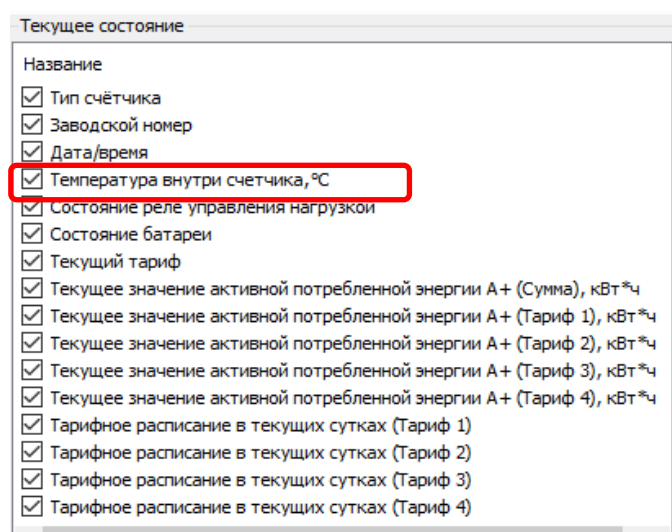 Текущее состояние
Название
Тип счётчика
Заводской номер
Дата/время
Температура внутри счетчика,°С
Состояние реле управления нагрузкой
Состояние батареи
Текущий тариф
Текущее значение активной потребленной энергии А+ (Сумма), кВт*ч
Текущее значение активной потребленной энергии А+ (Тариф 1), кВт*ч
Текущее значение активной потребленной энергии А+ (Тариф 2), кВт*ч
Текущее значение активной потребленной энергии А+ (Тариф 3), кВт*ч
Текущее значение активной потребленной энергии А+ (Тариф 4), кВт*ч
Тарифное расписание в текущих сутках (Тариф 1)
Тарифное расписание в текущих сутках (Тариф 2)
Тарифное расписание в текущих сутках (Тариф 3)
Тарифное расписание в текущих сутках (Тариф 4)